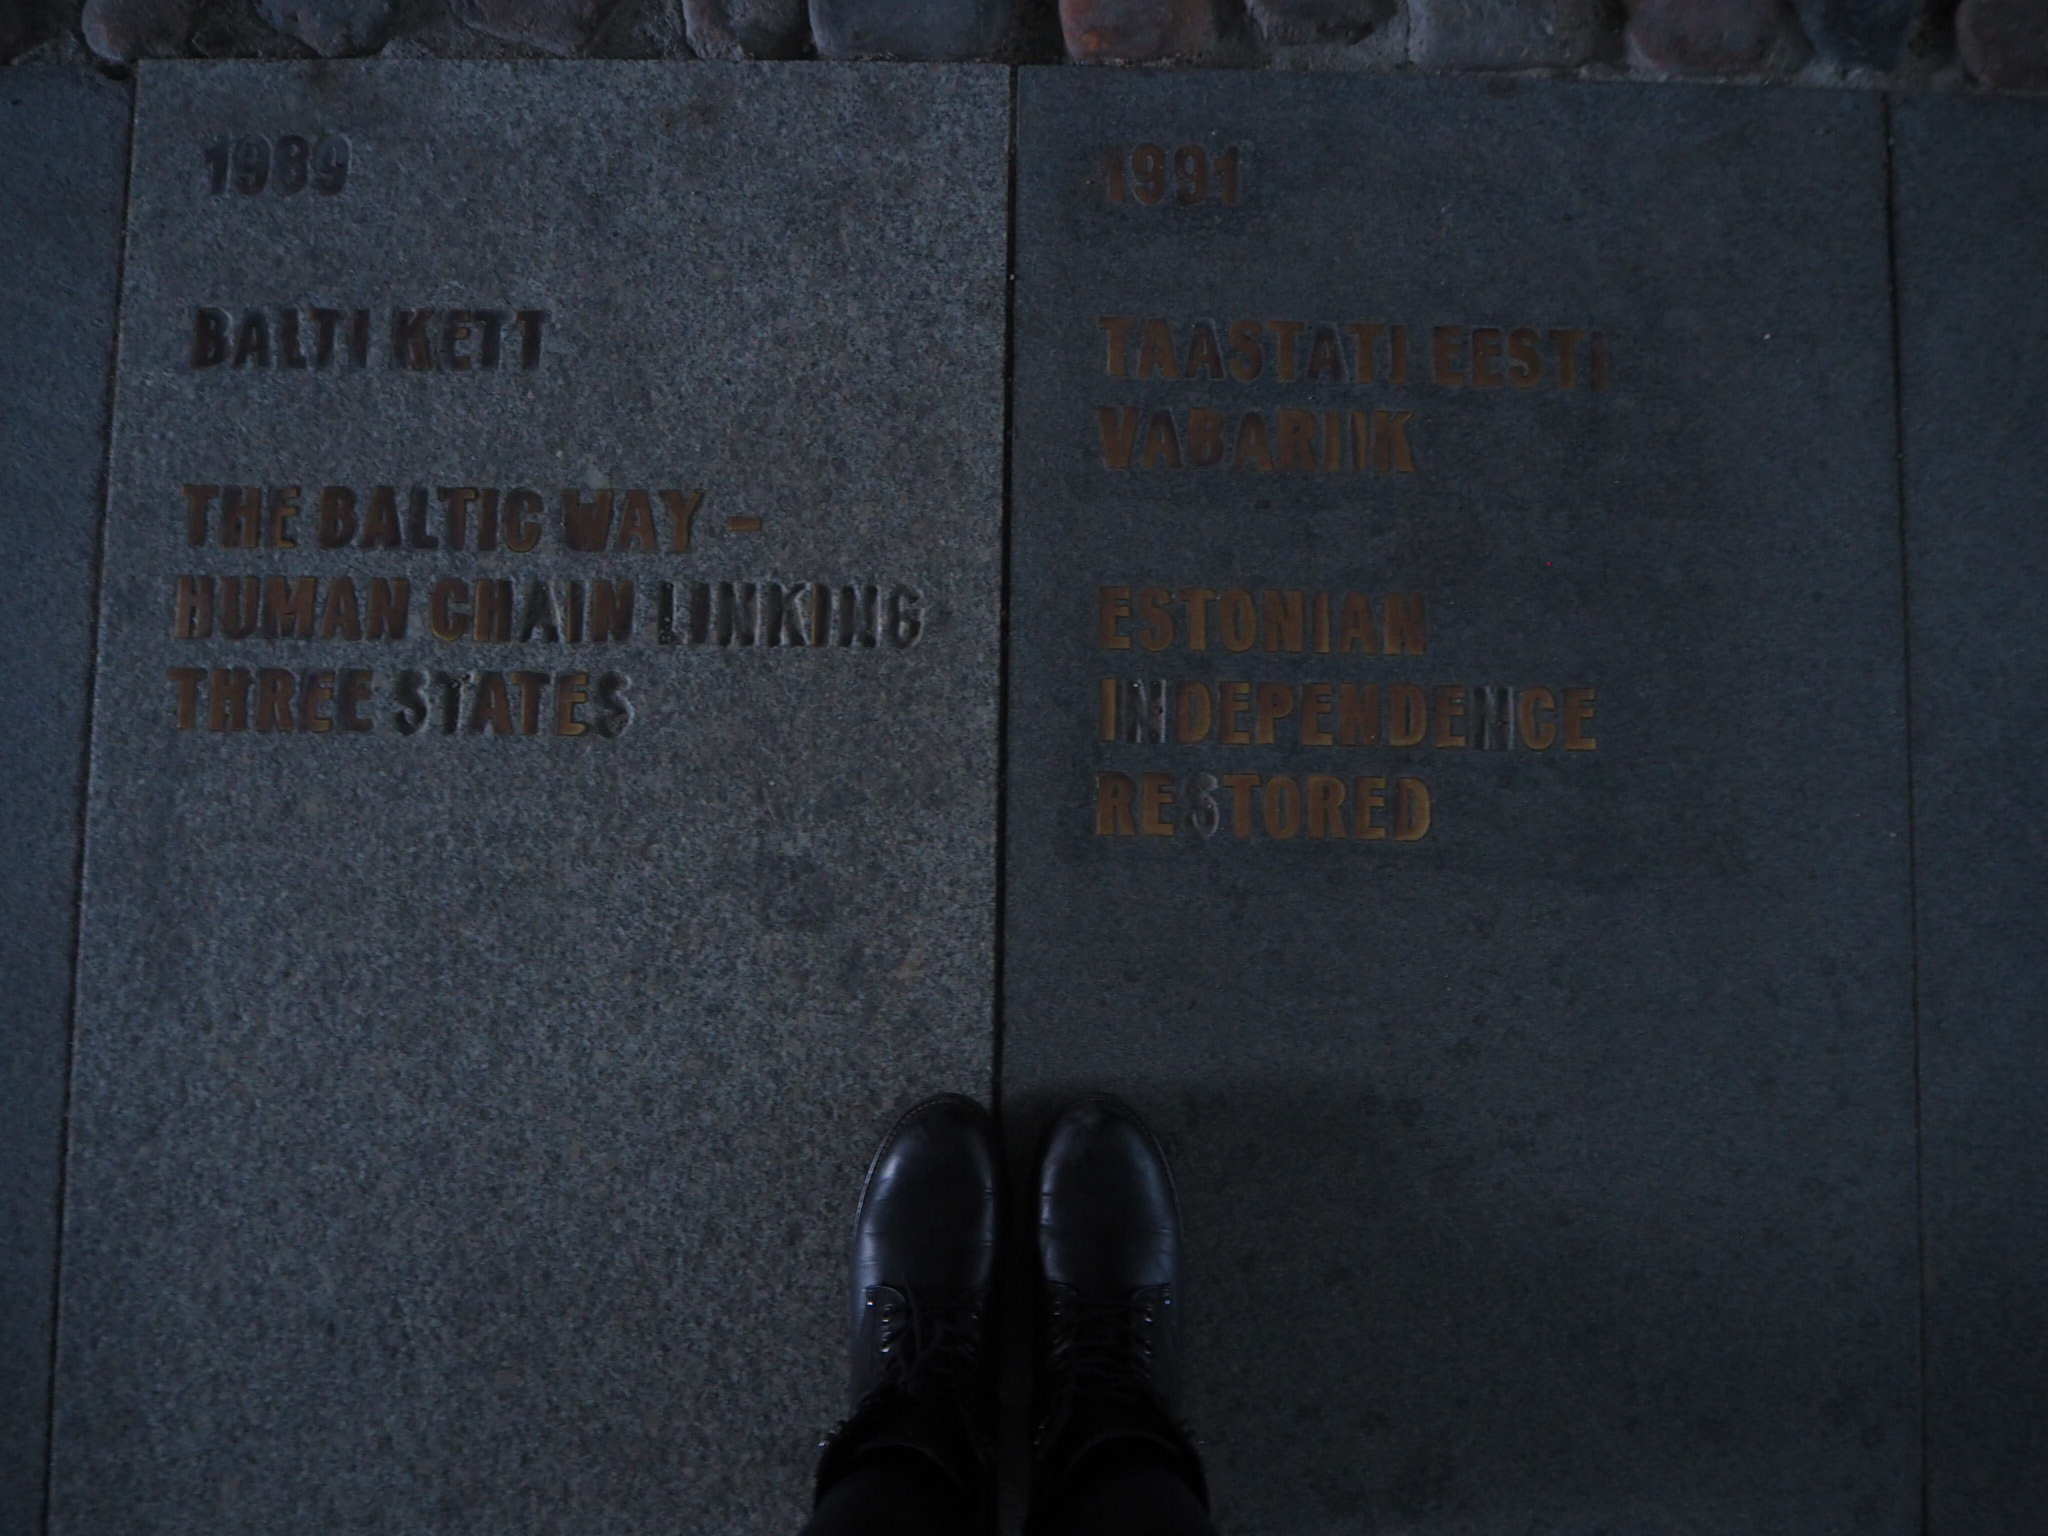 1989
BALTI KETT
THE BALTIC WAY –
HUMAN CHAIN LINKING
THREE STATES
1991
TAASTATI EESTI
VABARIIK
ESTONIAN
INDEPENDENCE
RESTORED